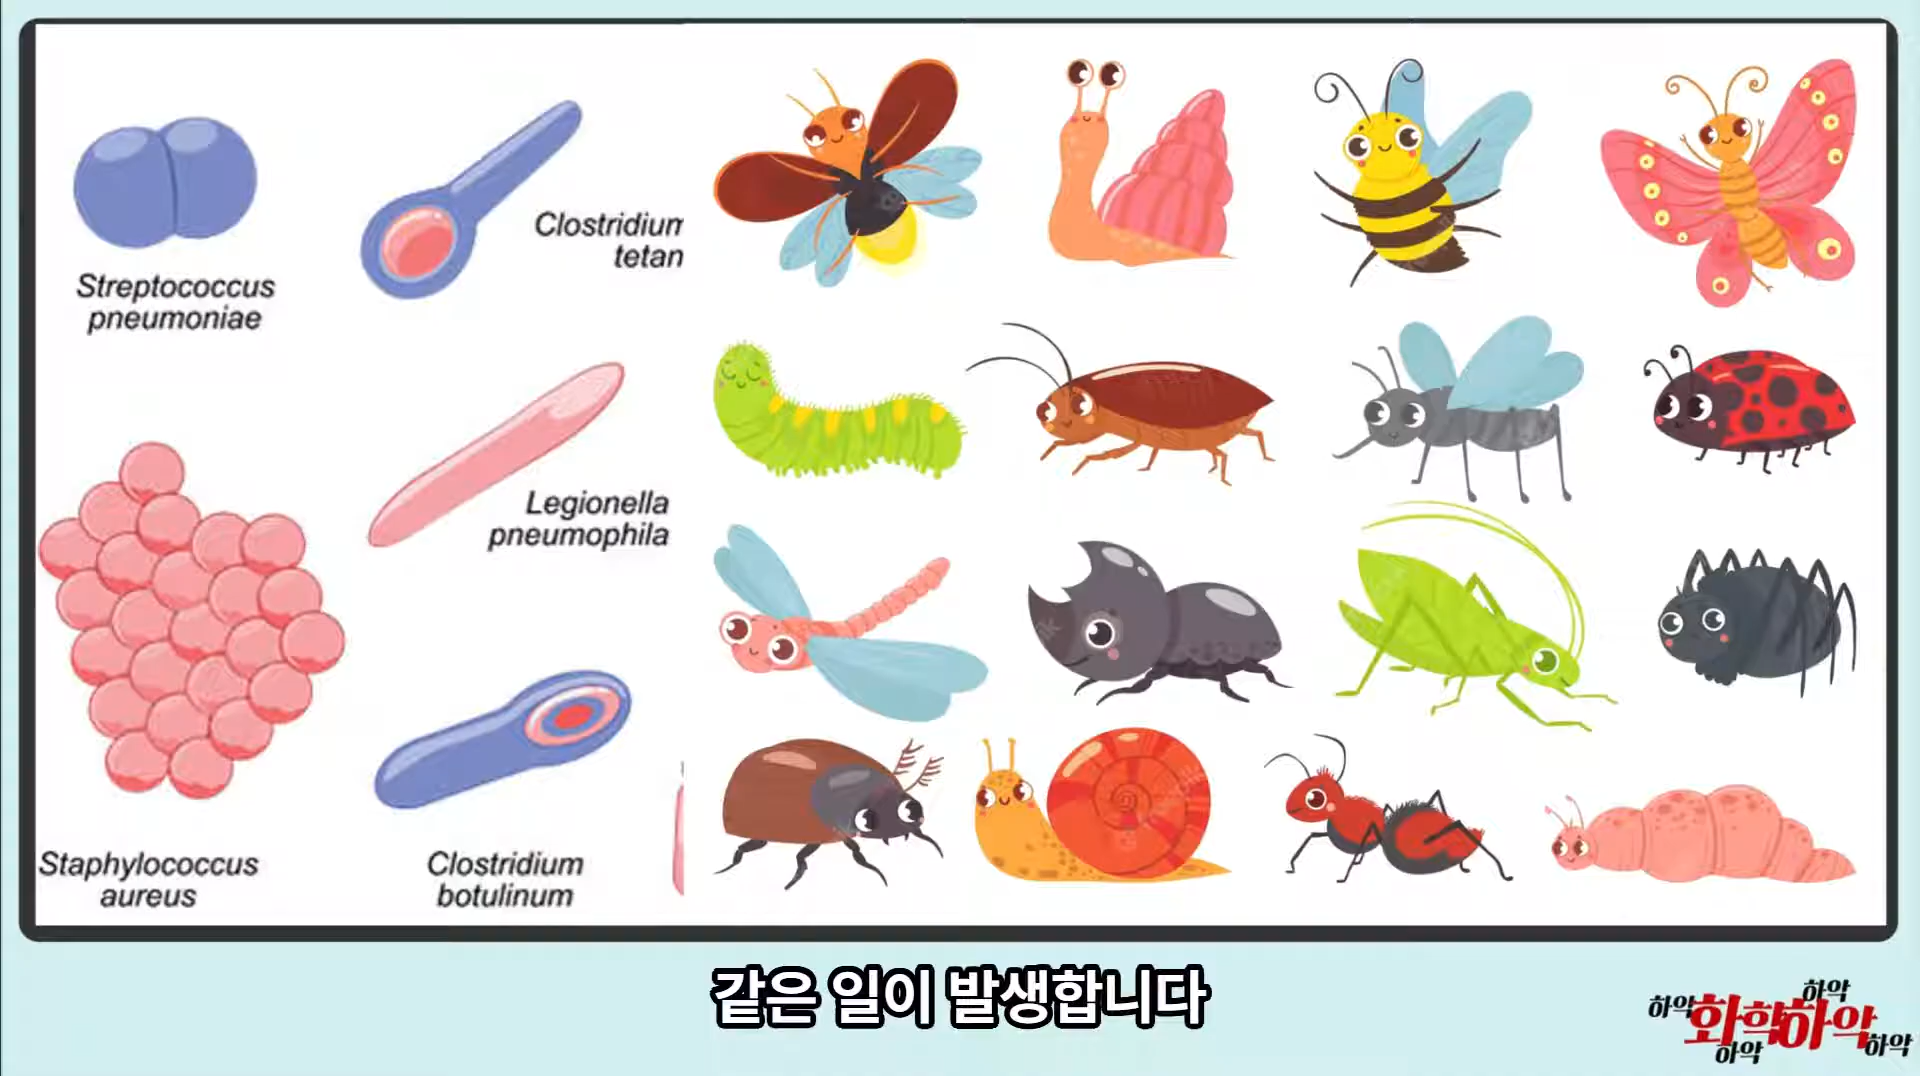 Streptococcus
pneumoniae
Clostridium
tetan
Legionella
pneumophila
Staphylococcus
aureus
Clostridium
botulinum
같은 일이 발생합니다
하악
하악
화학하악
하악
하악